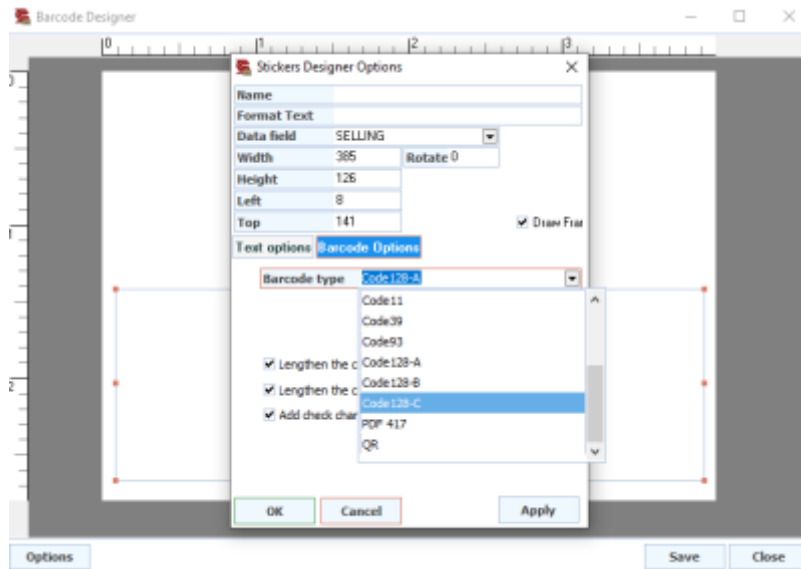 Barcode Designer
0 1 2 3
Stickers Designer Options
Name
Format Text
Data field SELLING
Width 385 Rotate 0
Height 126
Left 8
Top 141 Draw Fra
Text options Barcode Options
Barcode type Code128-A
Code11
Code39
Code93
Lengthen the c Code128-A
Lengthen the c Code128-B
Code128-C
Add check char PDF 417
QR
OK Cancel Apply
Options Save Close